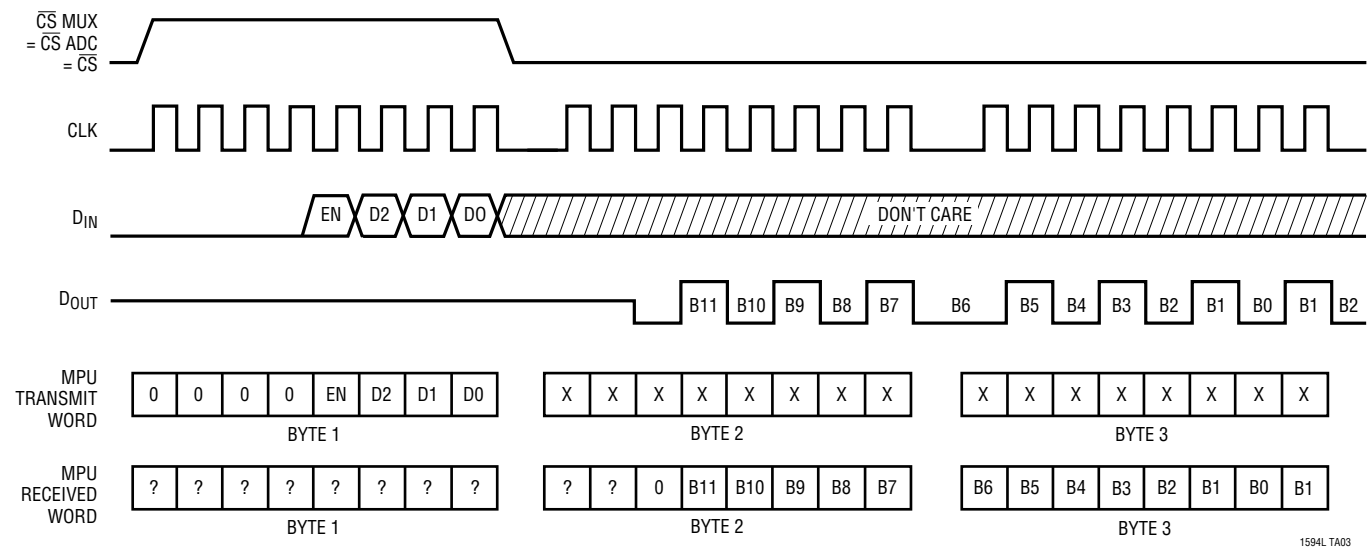 CS MUX
= CS ADC
= CS
CLK
DIN
EN D2 D1 DO DON'T CARE
DOUT
B11 B10 B9 B8 B7 B6 B5 B4 B3 B2 B1 B0 B1 B2
MPU
TRANSMIT
WORD
0 0 0 0 EN D2 D1 D0 X X X X X X X X X X X X X X X X
BYTE 1 BYTE 2 BYTE 3
MPU
RECEIVED
WORD
? ? ? ? ? ? ? ? ? ? 0 B11 B10 B9 B8 B7 B6 B5 B4 B3 B2 B1 B0 B1
BYTE 1 BYTE 2 BYTE 3
1594L TA03